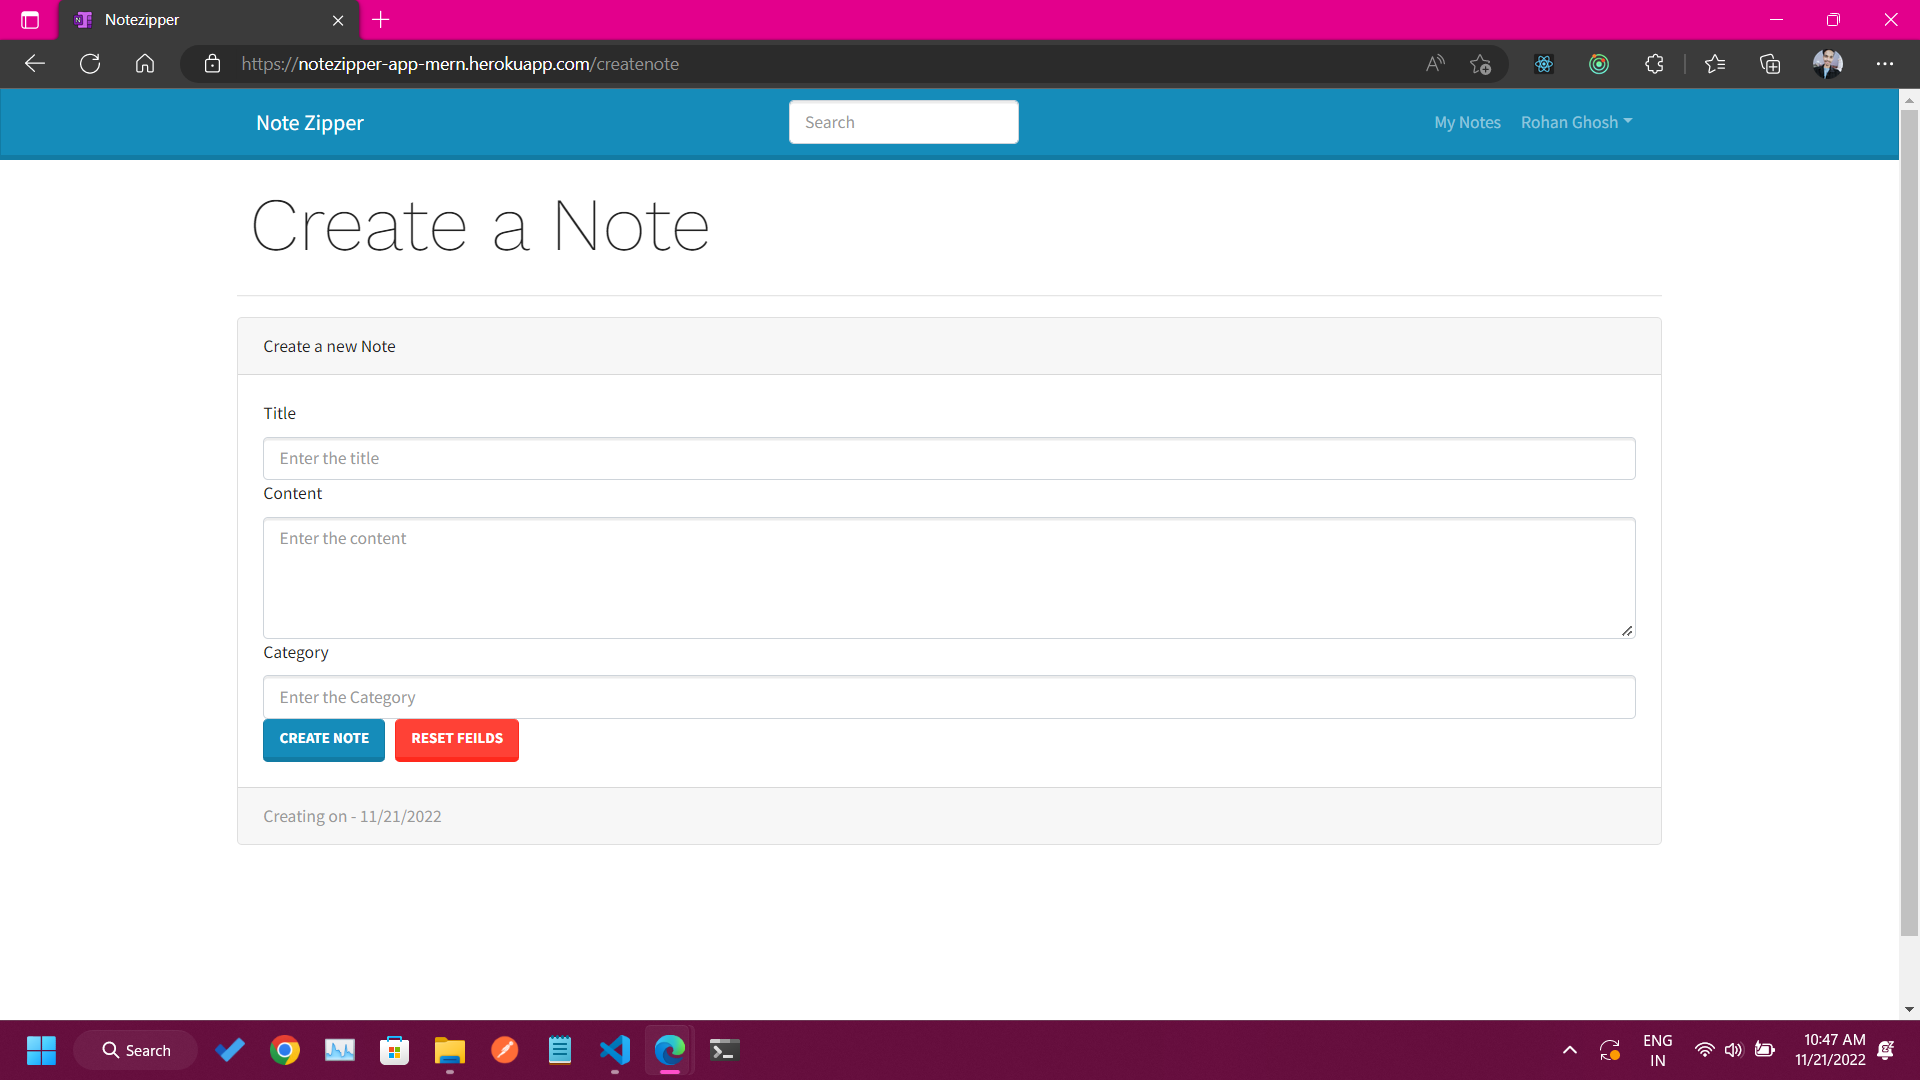 Notezipper
https://notezipper-app-mern.herokuapp.com/createnote
Note Zipper
Search
My Notes
Rohan Ghosh
Create a Note
Create a new Note
Title
Enter the title
Content
Enter the content
Category
Enter the Category
CREATE NOTE
RESET FEILDS
Creating on - 11/21/2022
Search
ENG
IN
10:47 AM
11/21/2022